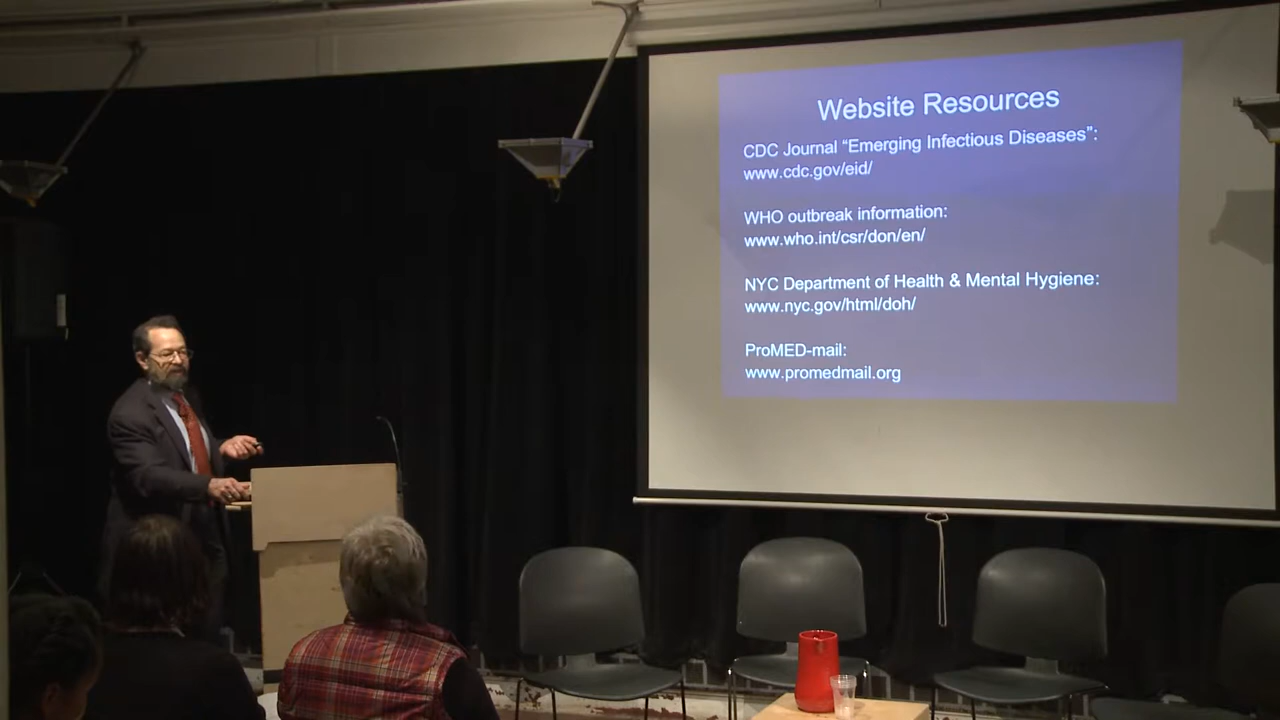 Website Resources
CDC Journal “Emerging Infectious Diseases”:
www.cdc.gov/eid/
WHO outbreak information:
www.who.int/csr/don/en/
NYC Department of Health & Mental Hygiene:
www.nyc.gov/html/doh/
ProMED-mail:
www.promedmail.org